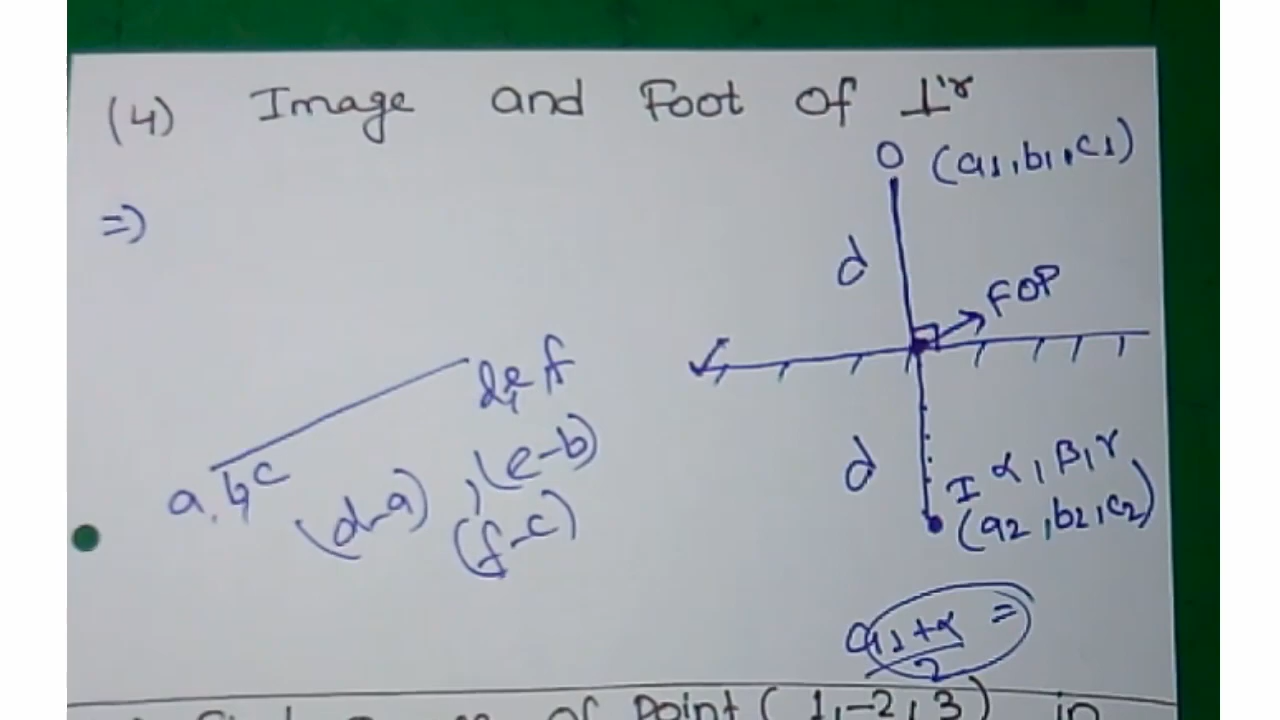 (4) Image and Foot of ⊥r
O (a1, b1, c1)
=)
d
FOP
d, e, f
a, b, c
(d-a), (e-b)
(f-c)
d
I α, β, γ
(a2, b2, c2)
a1+α =
2
of Point (1, -2, 3) in